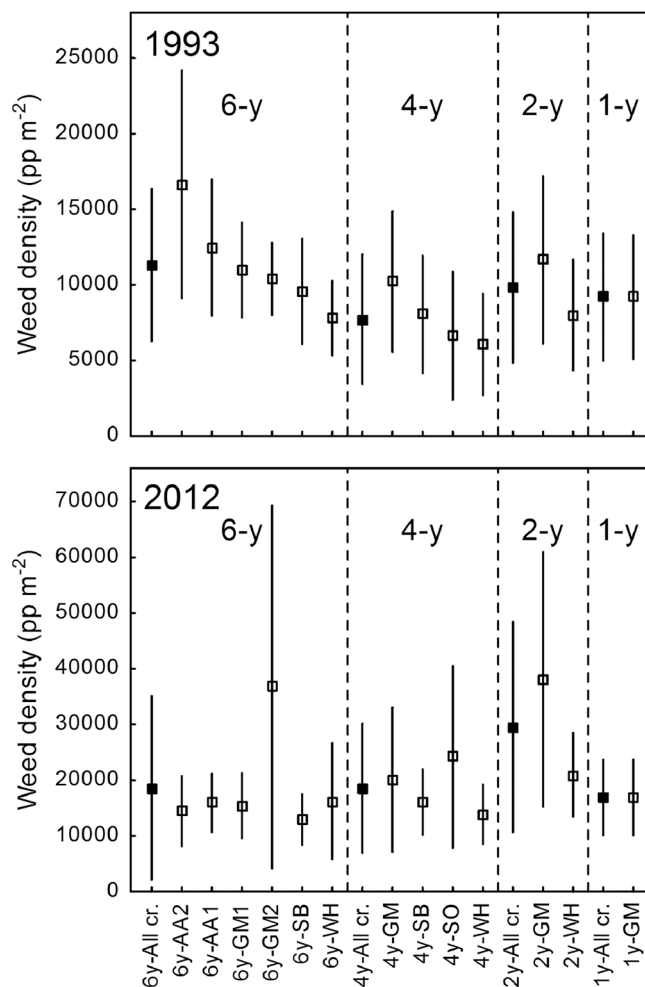 1993
6-y
4-y
2-y
1-y
Weed density (pp m-2)
25000
20000
15000
10000
5000
0
2012
6-y
4-y
2-y
1-y
Weed density (pp m-2)
70000
60000
50000
40000
30000
20000
10000
0
6y-All cr.
6y-AA2
6y-AA1
6y-GM1
6y-GM2
6y-SB
6y-WH
4y-All cr.
4y-GM
4y-SB
4y-SO
4y-WH
2y-All cr.
2y-GM
2y-WH
1y-All cr.
1y-GM